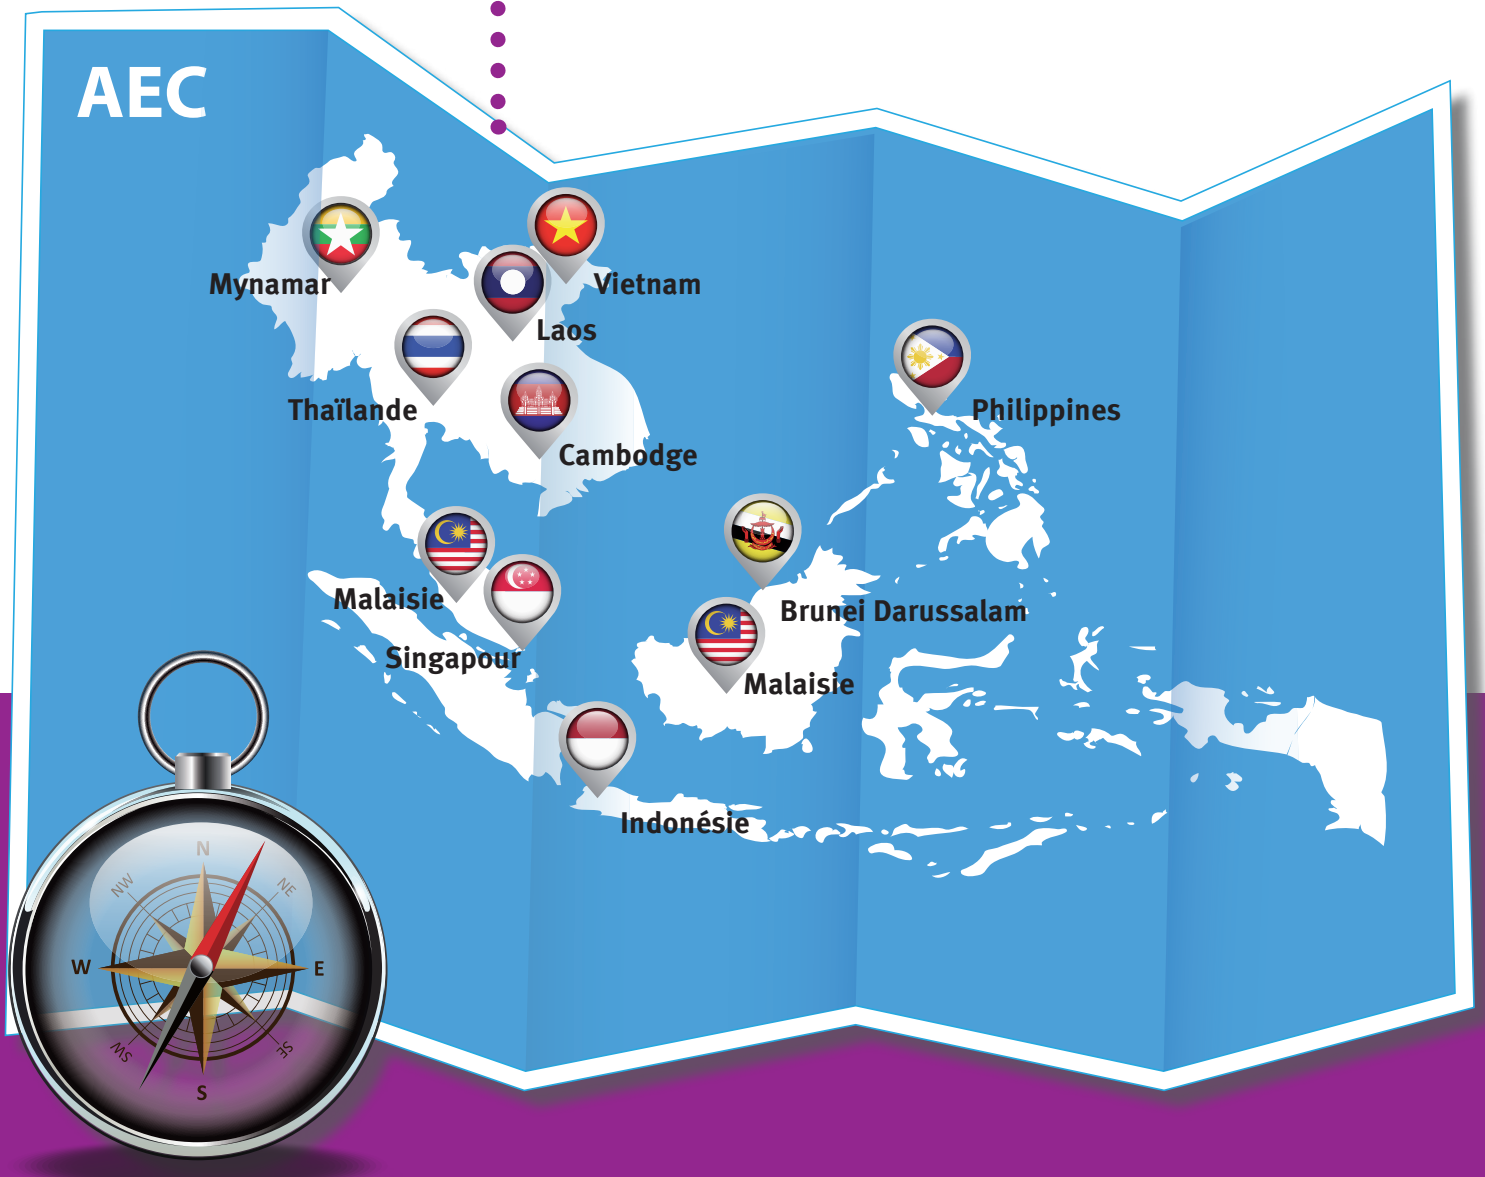 AEC
Mynamar
Vietnam
Laos
Thaïlande
Philippines
Cambodge
Malaisie
Brunei Darussalam
Singapour
Malaisie
Indonésie
N
NW
NE
W
E
SW
SE
S